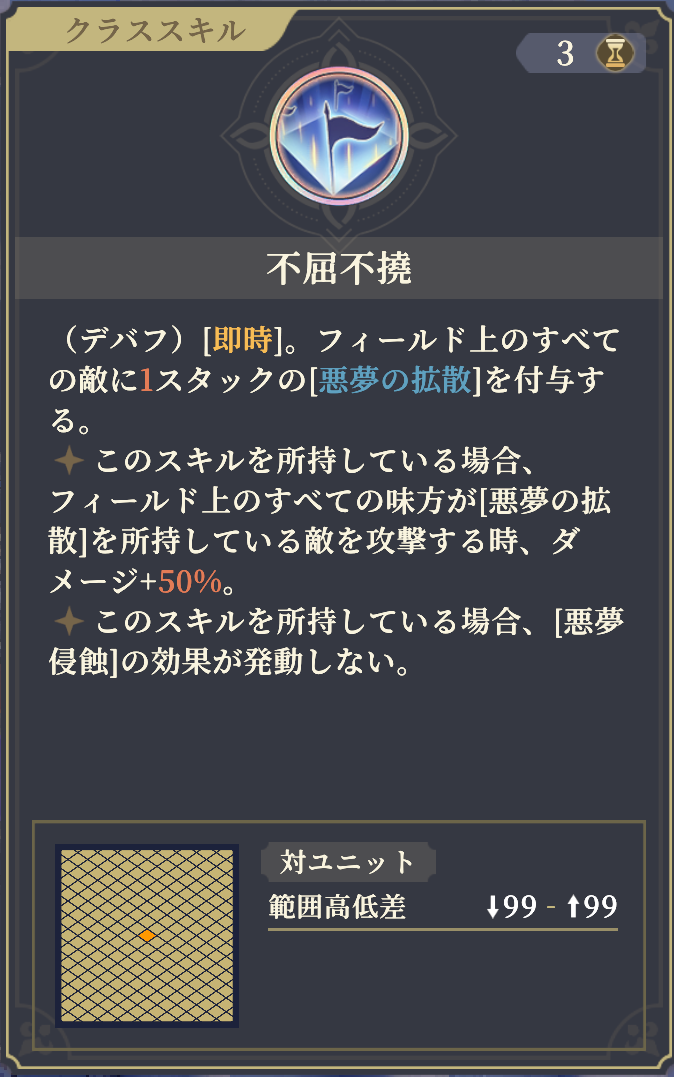 クラススキル
3
不屈不撓
（デバフ）[即時]。フィールド上のすべて
の敵に1スタックの[悪夢の拡散]を付与す
る。
このスキルを所持している場合、
フィールド上のすべての味方が[悪夢の拡
散]を所持している敵を攻撃する時、ダ
メージ+50%。
このスキルを所持している場合、[悪夢
侵蝕]の効果が発動しない。
対ユニット
範囲高低差 ⬇99 - ⬆99